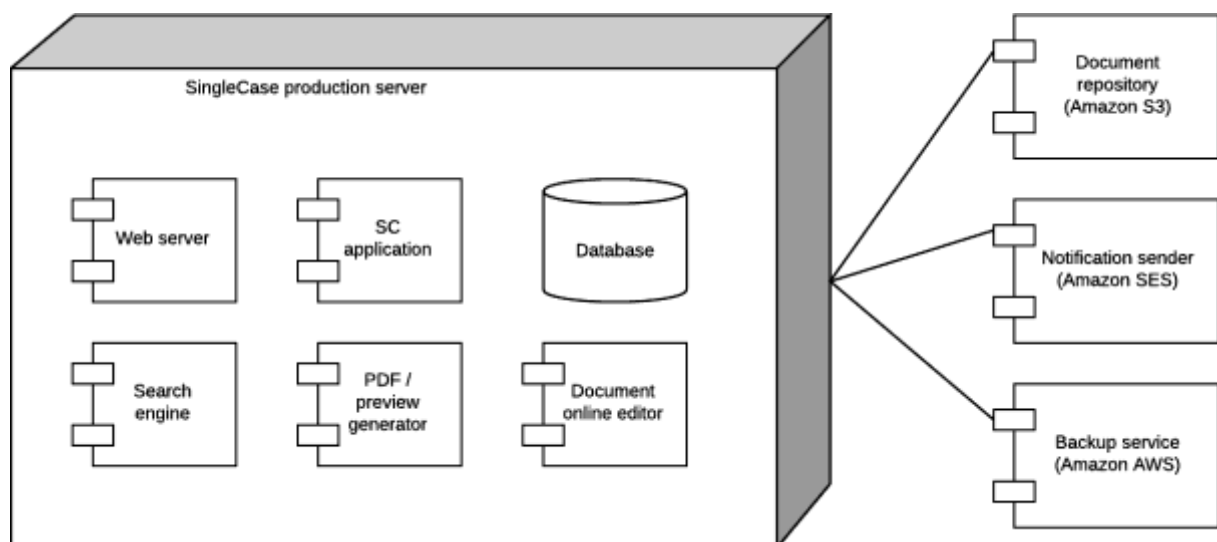 SingleCase production server
Web server
SC
application
Database
Search
engine
PDF /
preview
generator
Document
online editor
Document
repository
(Amazon S3)
Notification sender
(Amazon SES)
Backup service
(Amazon AWS)